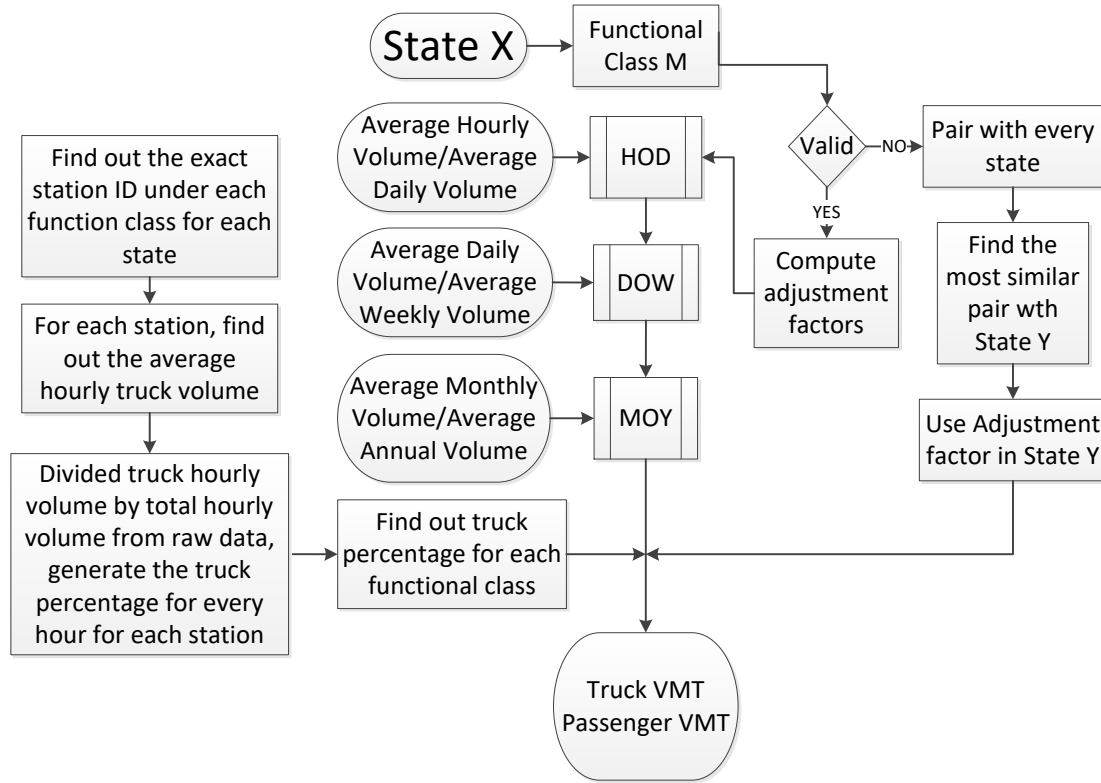 State X
Functional
Class M
Valid
NO
YES
Pair with every
state
Find the
most similar
pair wth
State Y
Use Adjustment
factor in State Y
Compute
adjustment
factors
Average Hourly
Volume/Average
Daily Volume
HOD
Average Daily
Volume/Average
Weekly Volume
DOW
Average Monthly
Volume/Average
Annual Volume
MOY
Find out the exact
station ID under each
function class for each
state
For each station, find
out the average
hourly truck volume
Divided truck hourly
volume by total hourly
volume from raw data,
generate the truck
percentage for every
hour for each station
Find out truck
percentage for each
functional class
Truck VMT
Passenger VMT